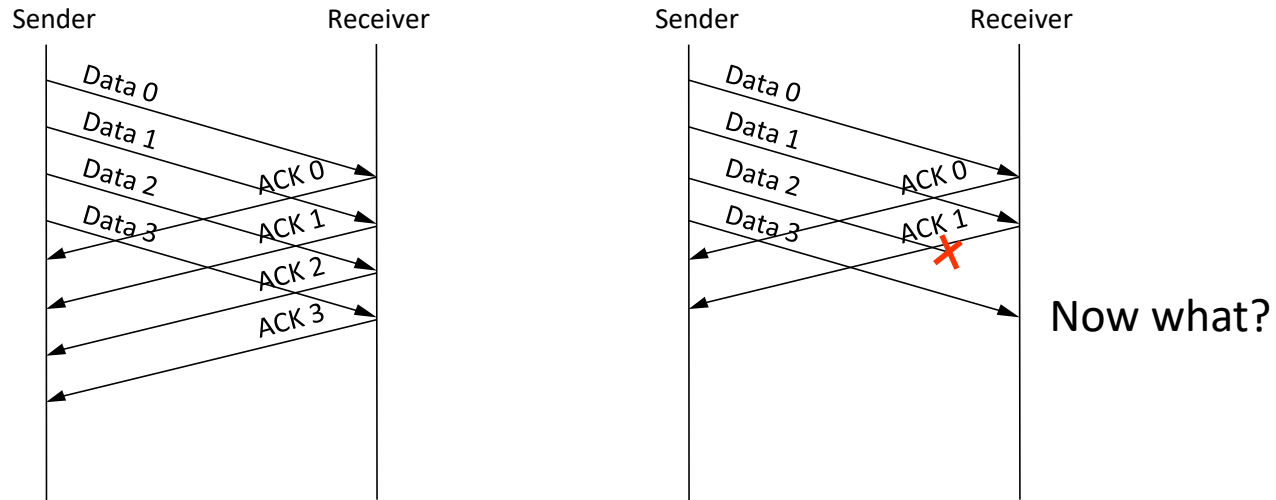 Sender
Receiver
Data 0
Data 1
Data 2
Data 3
ACK 0
ACK 1
ACK 2
ACK 3
Sender
Receiver
Data 0
Data 1
Data 2
Data 3
ACK 0
ACK 1
Now what?